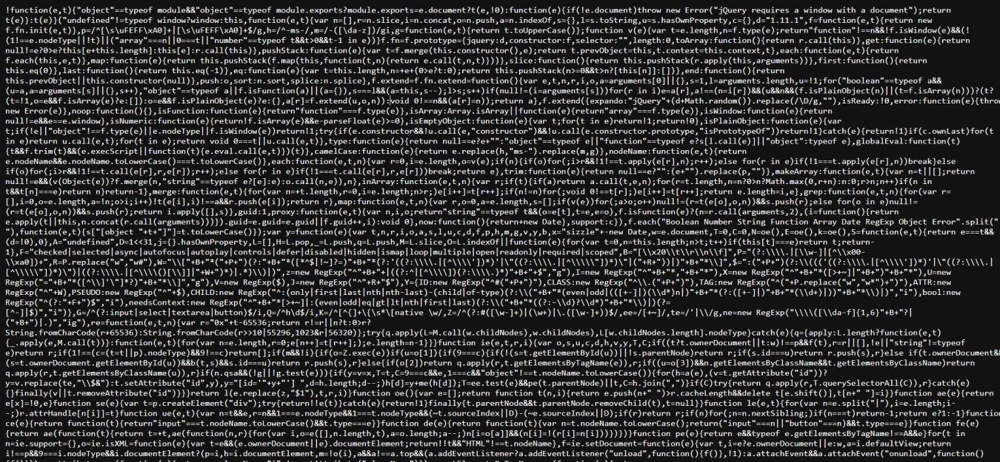 !function(e,t){"object"==typeof module&&"object"==typeof module.exports?module.exports=e.document?t(e,!0):function(e){if(!e.document)throw new Error("jQuery requires a window with a document");return
t(e)}:t(e)}("undefined"!=typeof window?window:this,function(e,t){var n=[],r=n.slice,i=n.concat,o=n.push,a=n.indexOf,s={},l=s.toString,u=s.hasOwnProperty,c={},d="1.11.1",f=function(e,t){return new
f.fn.init(e,t)},p=/^[\s\uFEFF\xA0]+|[\s\uFEFF\xA0]+$/g,h=/^-ms-/,m=/-([\da-z])/gi,g=function(e,t){return t.toUpperCase()};function v(e){var t=e.length,n=f.type(e);return"function"!==n&&!f.isWindow(e)&&(!
(1!==e.nodeType||!t)||("array"===n||0===t||"number"==typeof t&&t>0&&t-1 in e))}f.fn=f.prototype={jquery:d,constructor:f,selector:"",length:0,toArray:function(){return r.call(this)},get:function(e){return
null!=e?0>e?this[e+this.length]:this[e]:r.call(this)},pushStack:function(e){var t=f.merge(this.constructor(),e);return t.prevObject=this,t.context=this.context,t},each:function(e,t){return
f.each(this,e,t)},map:function(e){return this.pushStack(f.map(this,function(t,n){return e.call(t,n,t)}))},slice:function(){return this.pushStack(r.apply(this,arguments))},first:function(){return
this.eq(0)},last:function(){return this.eq(-1)},eq:function(e){var t=this.length,n=+e+(0>e?t:0);return this.pushStack(n>=0&&t>n?[this[n]]:[])},end:function(){return
this.prevObject||this.constructor(null)},push:o,sort:n.sort,splice:n.splice},f.extend=f.fn.extend=function(){var e,t,n,r,i,o,a=arguments[0]||{},s=1,l=arguments.length,u=!1;for("boolean"==typeof a&&
(u=a,a=arguments[s]||{},s++),"object"==typeof a||f.isFunction(a)||(a={}),s===l&&(a=this,s--);l>s;s++)if(null!=(i=arguments[s]))for(r in i)e=a[r],a!==(n=i[r])&&(u&&n&&(f.isPlainObject(n)||(t=f.isArray(n)))?(t?
(t=!1,o=e&&f.isArray(e)?e:[]):o=e&&f.isPlainObject(e)?e:{},a[r]=f.extend(u,o,n)):void 0!==n&&(a[r]=n));return a},f.extend({expando:"jQuery"+(d+Math.random()).replace(/\D/g,""),isReady:!0,error:function(e){throw
new Error(e)},noop:function(){},isFunction:function(e){return"function"===f.type(e)},isArray:Array.isArray||function(e){return"array"===f.type(e)},isWindow:function(e){return
null!=e&&e==e.window},isNumeric:function(e){return!f.isArray(e)&&e-parseFloat(e)>=0},isEmptyObject:function(e){var t;for(t in e)return!1;return!0},isPlainObject:function(e){var
t;if(!e||"object"!==f.type(e)||e.nodeType||f.isWindow(e))return!1;try{if(e.constructor&&!u.call(e,"constructor")&&!u.call(e.constructor.prototype,"isPrototypeOf"))return!1}catch(e){return!1}if(c.ownLast)for(t
in e)return u.call(e,t);for(t in e);return void 0===t||u.call(e,t)},type:function(e){return null==e?e+"":"object"==typeof e||"function"==typeof e?s[l.call(e)]||"object":typeof e},globalEval:function(t)
{t&&f.trim(t)&&(e.execScript||function(t){e.eval.call(e,t)})(t)},camelCase:function(e){return e.replace(h,"ms-").replace(m,g)},nodeName:function(e,t){return
e.nodeName&&e.nodeName.toLowerCase()===t.toLowerCase()},each:function(e,t,n){var r=0,i=e.length,o=v(e);if(n){if(o)for(;i>r&&!1!==t.apply(e[r],n);r++);else for(r in e)if(!1===t.apply(e[r],n))break}else
if(o)for(;i>r&&!1!==t.call(e[r],r,e[r]);r++);else for(r in e)if(!1===t.call(e[r],r,e[r]))break;return e},trim:function(e){return null==e?"":(e+"").replace(p,"")},makeArray:function(e,t){var n=t||[];return
null!=e&&(v(Object(e))?f.merge(n,"string"==typeof e?[e]:e):o.call(n,e)),n},inArray:function(e,t,n){var r;if(t){if(a)return a.call(t,e,n);for(r=t.length,n=n?0>n?Math.max(0,r+n):n:0;r>n;n++)if(n in
t&&t[n]===e)return n}return-1},merge:function(e,t){for(var n=+t.length,r=0,i=e.length;n>r;)e[i++]=t[r++];if(n!=n)for(;void 0!==t[r];)e[i++]=t[r++];return e.length=i,e},grep:function(e,t,n){for(var r=
[],i=0,o=e.length,a=!n;o>i;i++)!t(e[i],i)!==a&&r.push(e[i]);return r},map:function(e,t,n){var r,o=0,a=e.length,s=[];if(v(e))for(;a>o;o++)null!=(r=t(e[o],o,n))&&s.push(r);else for(o in e)null!=
(r=t(e[o],o,n))&&s.push(r);return i.apply([],s)},guid:1,proxy:function(e,t){var n,i,o;return"string"==typeof t&&(o=e[t],t=e,e=o),f.isFunction(e)?(n=r.call(arguments,2),(i=function(){return
e.apply(t||this,n.concat(r.call(arguments)))}).guid=e.guid=e.guid||f.guid++,i):void 0},now:function(){return+new Date},support:c}),f.each("Boolean Number String Function Array Date RegExp Object Error".split("
"),function(e,t){s["[object "+t+"]"]=t.toLowerCase()});var y=function(e){var t,n,r,i,o,a,s,l,u,c,d,f,p,h,m,g,v,y,b,x="sizzle"+-new Date,w=e.document,T=0,C=0,N=oe(),E=oe(),k=oe(),S=function(e,t){return e===t&&
(d=!0),0},A="undefined",D=1<<31,j={}.hasOwnProperty,L=[],H=L.pop,_=L.push,q=L.push,M=L.slice,O=L.indexOf||function(e){for(var t=0,n=this.length;n>t;t++)if(this[t]===e)return t;return-
1},F="checked|selected|async|autofocus|autoplay|controls|defer|disabled|hidden|ismap|loop|multiple|open|readonly|required|scoped",B="[\\x20\\t\\r\\n\\f]",P="(?:\\\\.|[\\w-]|[^\\x00-
\\xa0])+",R=P.replace("w","w#"),W="\\["+B+"*("+P+")(?:"+B+"*([*^$|!~]?=)"+B+"*(?:'((?:\\\\.|[^\\\\'])*)'|\"((?:\\\\.|[^\\\\\"])*)\"|("+R+"))|)"+B+"*\\]",$=":("+P+")(?:\\((('((?:\\\\.|[^\\\\'])*)'|\"((?:\\\\.|
[^\\\\\"])*)\")|((?:\\\\.|[^\\\\()[\\]]|"+W+")*)|.*)\\)|)",z=new RegExp("^"+B+"+|((?:^|[^\\\\])(?:\\\\.)*)"+B+"+$","g"),I=new RegExp("^"+B+"*,"+B+"*"),X=new RegExp("^"+B+"*([>+~]|"+B+")"+B+"*"),U=new
RegExp("="+B+"*([^\\]'\"]*?)"+B+"*\\]","g"),V=new RegExp($),J=new RegExp("^"+R+"$"),Y={ID:new RegExp("^#("+P+")"),CLASS:new RegExp("^\\.("+P+")"),TAG:new RegExp("^("+P.replace("w","w*")+")"),ATTR:new
RegExp("^"+W),PSEUDO:new RegExp("^"+$),CHILD:new RegExp("^:(only|first|last|nth|nth-last)-(child|of-type)(?:\\("+B+"*(even|odd|(([+-]|)(\\d*)n|)"+B+"*(?:([+-]|)"+B+"*(\\d+)|))"+B+"*\\)|)","i"),bool:new
RegExp("^(?:"+F+")$","i"),needsContext:new RegExp("^"+B+"*[>+~]|:(even|odd|eq|gt|lt|nth|first|last)(?:\\("+B+"*((?:-\\d)?\\d*)"+B+"*\\)|)(?=
[^-]|$)","i")},G=/^(?:input|select|textarea|button)$/i,Q=/^h\d$/i,K=/^[^{]+\{\s*\[native \w/,Z=/^(?:#([\w-]+)|(\w+)|\.([\w-]+))$/,ee=/[+~]/,te=/'|\\/g,ne=new RegExp("\\\\([\\da-f]{1,6}"+B+"?|
("+B+")|.)","ig"),re=function(e,t,n){var r="0x"+t-65536;return r!=r||n?t:0>r?
String.fromCharCode(r+65536):String.fromCharCode(r>>10|55296,1023&r|56320)};try{q.apply(L=M.call(w.childNodes),w.childNodes),L[w.childNodes.length].nodeType}catch(e){q={apply:L.length?function(e,t)
{_.apply(e,M.call(t))}:function(e,t){for(var n=e.length,r=0;e[n++]=t[r++];);e.length=n-1}}}function ie(e,t,r,i){var o,s,u,c,d,h,v,y,T,C;if((t?t.ownerDocument||t:w)!==p&&f(t),r=r||[],!e||"string"!=typeof
e)return r;if(1!==(c=(t=t||p).nodeType)&&9!==c)return[];if(m&&!i){if(o=Z.exec(e))if(u=o[1]){if(9===c){if(!(s=t.getElementById(u))||!s.parentNode)return r;if(s.id===u)return r.push(s),r}else if(t.ownerDocument&&
(s=t.ownerDocument.getElementById(u))&&b(t,s)&&s.id===u)return r.push(s),r}else{if(o[2])return q.apply(r,t.getElementsByTagName(e)),r;if((u=o[3])&&n.getElementsByClassName&&t.getElementsByClassName)return
q.apply(r,t.getElementsByClassName(u)),r}if(n.qsa&&(!g||!g.test(e))){if(y=v=x,T=t,C=9===c&&e,1===c&&"object"!==t.nodeName.toLowerCase()){for(h=a(e),(v=t.getAttribute("id"))?
y=v.replace(te,"\\$&"):t.setAttribute("id",y),y="[id='"+y+"'] ",d=h.length;d--;)h[d]=y+me(h[d]);T=ee.test(e)&&pe(t.parentNode)||t,C=h.join(",")}if(C)try{return q.apply(r,T.querySelectorAll(C)),r}catch(e)
{}finally{v||t.removeAttribute("id")}}}return l(e.replace(z,"$1"),t,r,i)}function oe(){var e=[];return function t(n,i){return e.push(n+" ")>r.cacheLength&&delete t[e.shift()],t[n+" "]=i}}function ae(e){return
e[x]=!0,e}function se(e){var t=p.createElement("div");try{return!!e(t)}catch(e){return!1}finally{t.parentNode&&t.parentNode.removeChild(t),t=null}}function le(e,t){for(var n=e.split("|"),i=e.length;i-
-;)r.attrHandle[n[i]]=t}function ue(e,t){var n=t&&e,r=n&&1===e.nodeType&&1===t.nodeType&&(~t.sourceIndex||D)-(~e.sourceIndex||D);if(r)return r;if(n)for(;n=n.nextSibling;)if(n===t)return-1;return e?1:-1}function
ce(e){return function(t){return"input"===t.nodeName.toLowerCase()&&t.type===e}}function de(e){return function(t){var n=t.nodeName.toLowerCase();return("input"===n||"button"===n)&&t.type===e}}function fe(e)
{return ae(function(t){return t=+t,ae(function(n,r){for(var i,o=e([],n.length,t),a=o.length;a--;)n[i=o[a]]&&(n[i]=!(r[i]=n[i]))})})}function pe(e){return e&&typeof e.getElementsByTagName!==A&&e}for(t in
n=ie.support={},o=ie.isXML=function(e){var t=e&&(e.ownerDocument||e).documentElement;return!!t&&"HTML"!==t.nodeName},f=ie.setDocument=function(e){var t,i=e?e.ownerDocument||e:w,a=i.defaultView;return
i!==p&&9===i.nodeType&&i.documentElement?(p=i,h=i.documentElement,m=!o(i),a&&a!==a.top&&(a.addEventListener?a.addEventListener("unload",function(){f()},!1):a.attachEvent&&a.attachEvent("onunload",function()